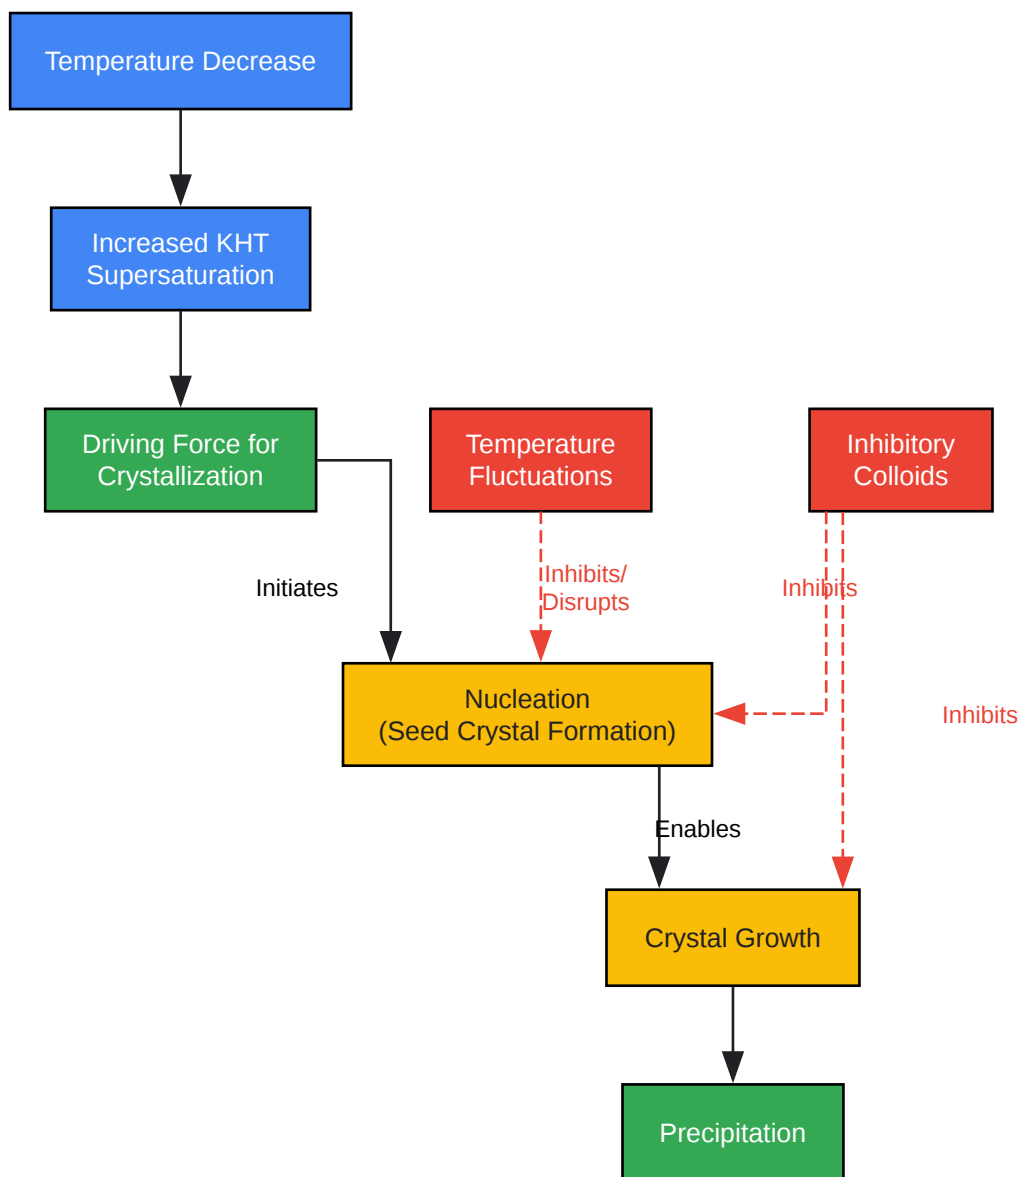 Temperature Decrease
Increased KHT
Supersaturation
Driving Force for
Crystallization
Temperature
Fluctuations
Inhibitory
Colloids
Initiates
Inhibits/
Disrupts
Inhibits
Nucleation
(Seed Crystal Formation)
Inhibits
Enables
Crystal Growth
Precipitation